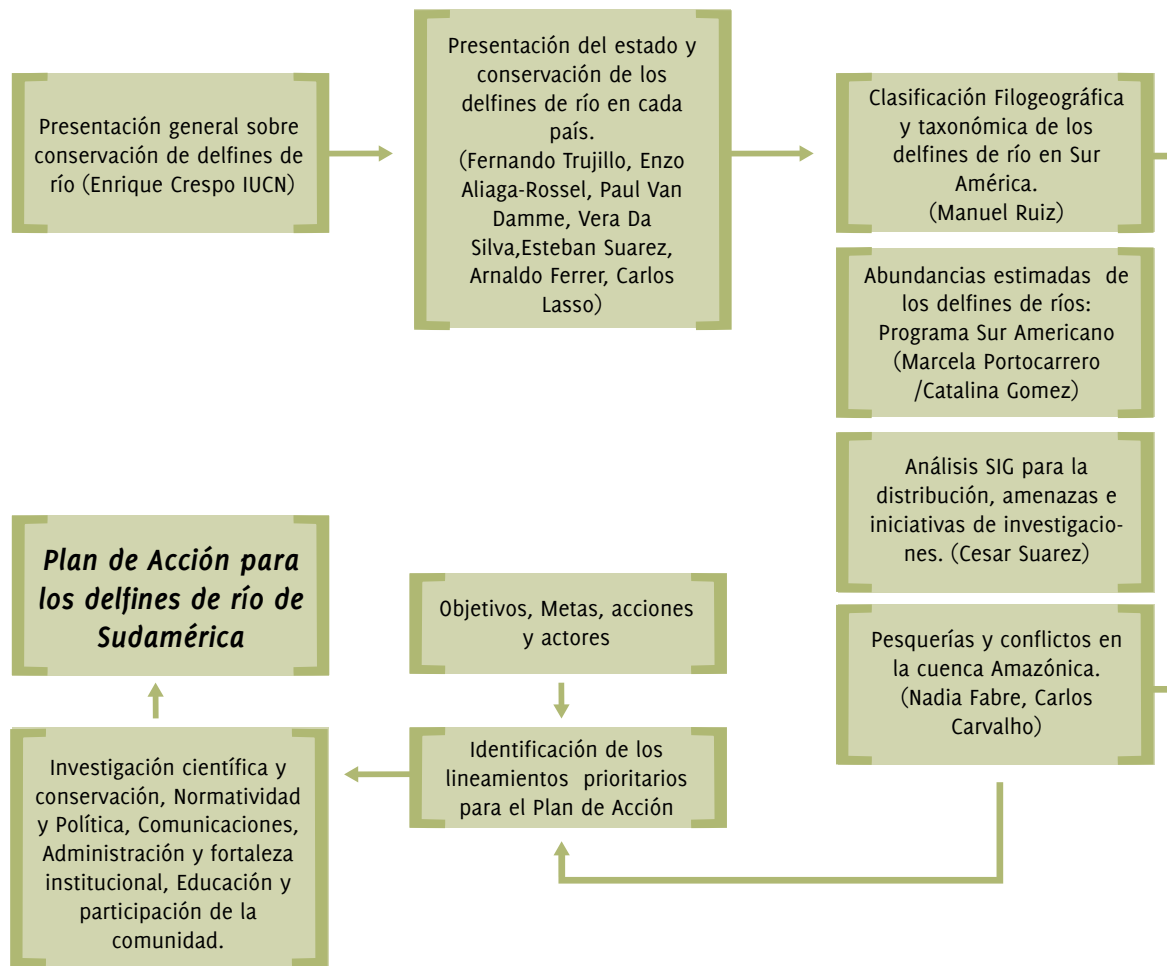 Presentación general sobre
conservación de delfines de
río (Enrique Crespo IUCN)
Presentación del estado y
conservación de los
delfines de río en cada
país.
(Fernando Trujillo, Enzo
Aliaga-Rossel, Paul Van
Damme, Vera Da
Silva,Esteban Suarez,
Arnaldo Ferrer, Carlos
Lasso)
Clasificación Filogeográfica
y taxonómica de los
delfines de río en Sur
América.
(Manuel Ruiz)
Abundancias estimadas de
los delfines de ríos:
Programa Sur Americano
(Marcela Portocarrero
/Catalina Gomez)
Análisis SIG para la
distribución, amenazas e
iniciativas de investigacio-
nes. (Cesar Suarez)
Pesquerías y conflictos en
la cuenca Amazónica.
(Nadia Fabre, Carlos
Carvalho)
Objetivos, Metas, acciones
y actores
Identificación de los
lineamientos prioritarios
para el Plan de Acción
Investigación científica y
conservación, Normatividad
y Política, Comunicaciones,
Administración y fortaleza
institucional, Educación y
participación de la
comunidad.
Plan de Acción para
los delfines de río de
Sudamérica